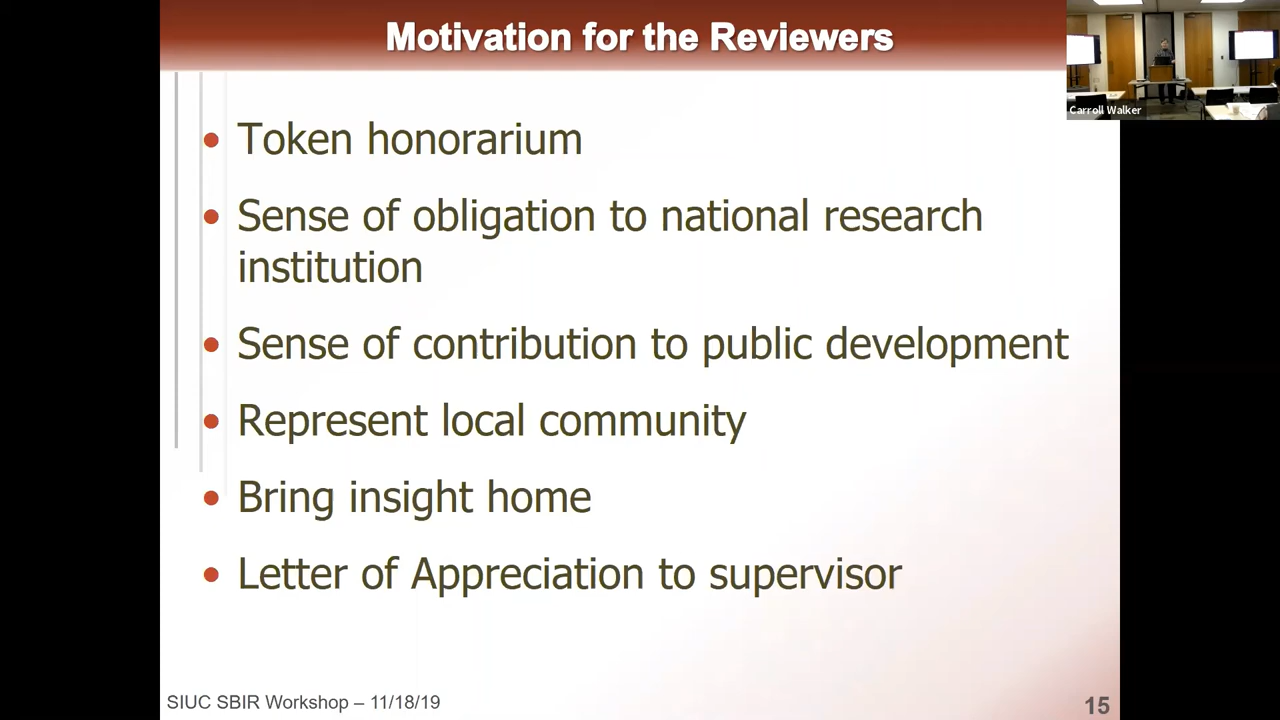 Motivation for the Reviewers
Carroll Walker
• Token honorarium
• Sense of obligation to national research
institution
• Sense of contribution to public development
• Represent local community
• Bring insight home
• Letter of Appreciation to supervisor
SIUC SBIR Workshop – 11/18/19
15